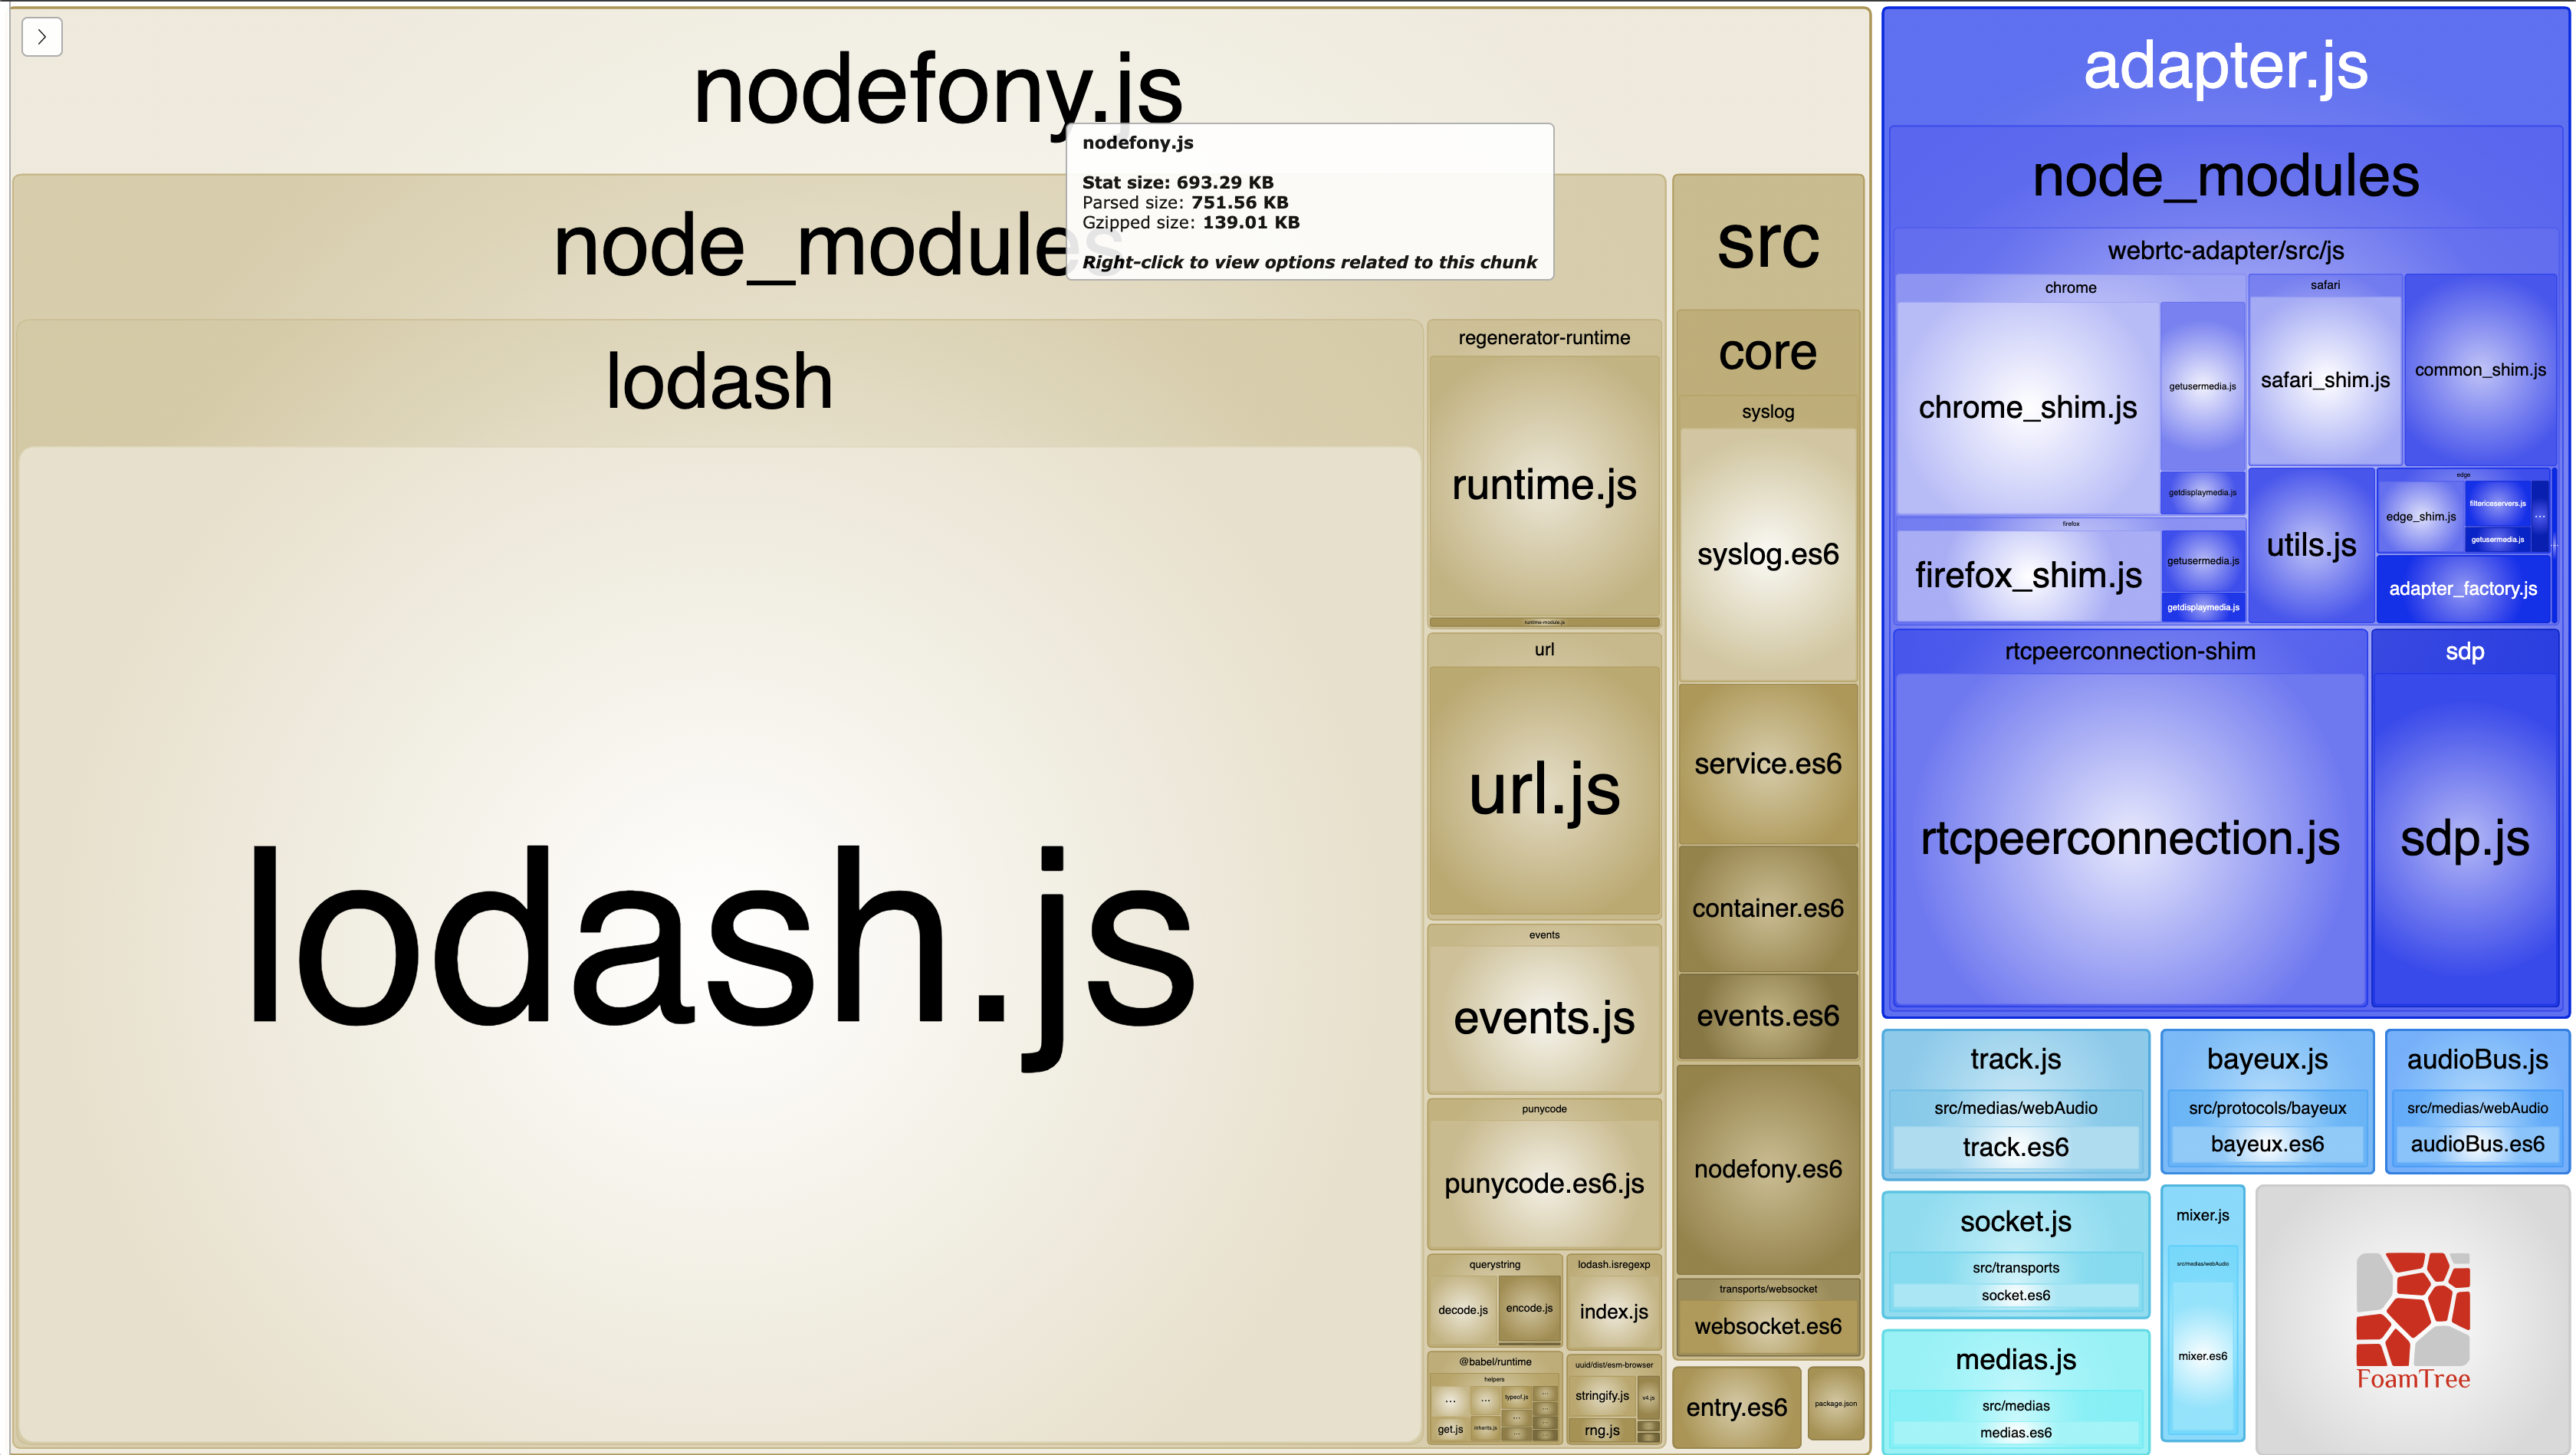 nodefony.js
nodefony.js
Stat size: 693.29 KB
Parsed size: 751.56 KB
Gzipped size: 139.01 KB
Right-click to view options related to this chunk
node_modules
lodash
lodash.js
regenerator-runtime
runtime.js
runtime-module.js
url
url.js
events
events.js
punycode
punycode.es6.js
querystring
decode.js
encode.js
lodash.isregexp
index.js
@babel/runtime
helpers
...
...
typeof.js
...
...
...
get.js
inherits.js
...
...
...
uuid/dist/esm-browser
stringify.js
v4.js
rng.js
src
core
syslog
syslog.es6
service.es6
container.es6
events.es6
nodefony.es6
transports/websocket
websocket.es6
entry.es6
package.json
adapter.js
node_modules
webrtc-adapter/src/js
chrome
chrome_shim.js
getusermedia.js
getdisplaymedia.js
safari
safari_shim.js
common_shim.js
firefox
firefox_shim.js
getusermedia.js
getdisplaymedia.js
utils.js
edge
edge_shim.js
filtericeservers.js
getusermedia.js
...
adapter_factory.js
rtcpeerconnection-shim
rtcpeerconnection.js
sdp
sdp.js
track.js
src/medias/webAudio
track.es6
bayeux.js
src/protocols/bayeux
bayeux.es6
audioBus.js
src/medias/webAudio
audioBus.es6
socket.js
src/transports
socket.es6
mixer.js
src/medias/webAudio
mixer.es6
medias.js
src/medias
medias.es6
FoamTree